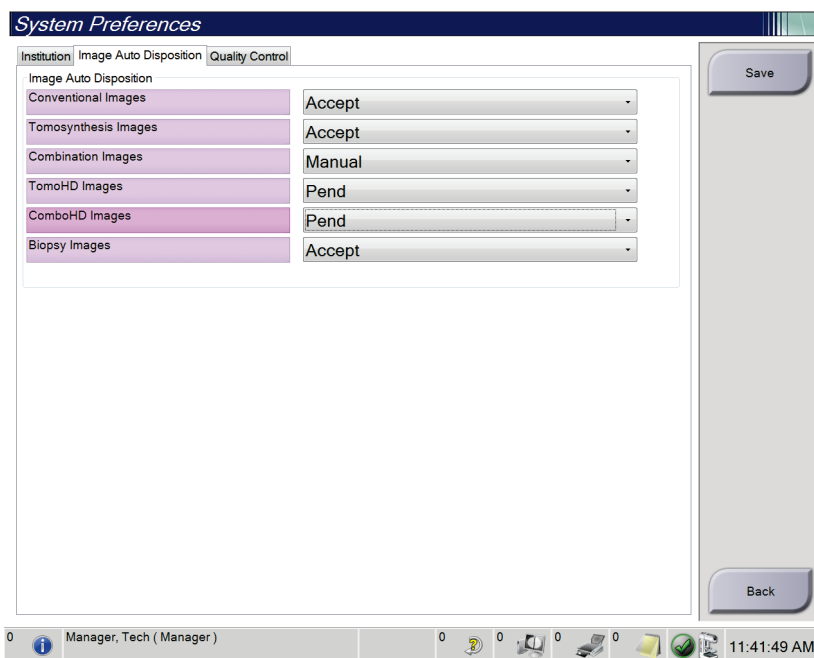 System Preferences
Institution Image Auto Disposition Quality Control
Save
Image Auto Disposition
Conventional Images Accept
Tomosynthesis Images Accept
Combination Images Manual
TomoHD Images Pend
ComboHD Images Pend
Biopsy Images Accept
Back
0 Manager, Tech ( Manager ) 0 0 0 0 11:41:49 AM